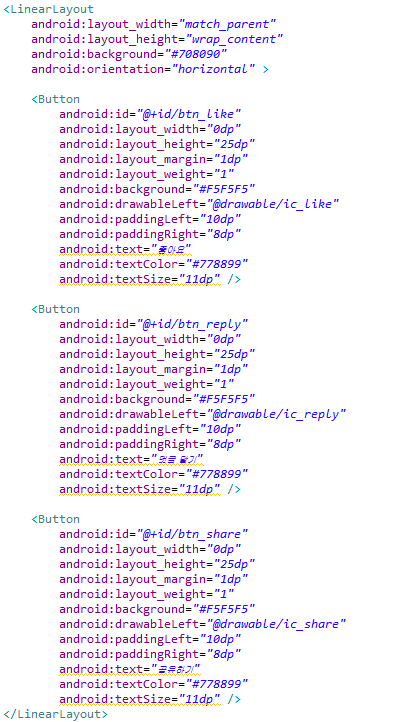 <LinearLayout
android:layout_width="match_parent"
android:layout_height="wrap_content"
android:background="#708090"
android:orientation="horizontal" >
<Button
android:id="@+id/btn_like"
android:layout_width="0dp"
android:layout_height="25dp"
android:layout_margin="1dp"
android:layout_weight="1"
android:background="#F5F5F5"
android:drawableLeft="@drawable/ic_like"
android:paddingLeft="10dp"
android:paddingRight="8dp"
android:text="좋아요"
android:textColor="#778899"
android:textSize="11dp" />
<Button
android:id="@+id/btn_reply"
android:layout_width="0dp"
android:layout_height="25dp"
android:layout_margin="1dp"
android:layout_weight="1"
android:background="#F5F5F5"
android:drawableLeft="@drawable/ic_reply"
android:paddingLeft="10dp"
android:paddingRight="8dp"
android:text="댓글 달기"
android:textColor="#778899"
android:textSize="11dp" />
<Button
android:id="@+id/btn_share"
android:layout_width="0dp"
android:layout_height="25dp"
android:layout_margin="1dp"
android:layout_weight="1"
android:background="#F5F5F5"
android:drawableLeft="@drawable/ic_share"
android:paddingLeft="10dp"
android:paddingRight="8dp"
android:text="공유하기"
android:textColor="#778899"
android:textSize="11dp" />
</LinearLayout>